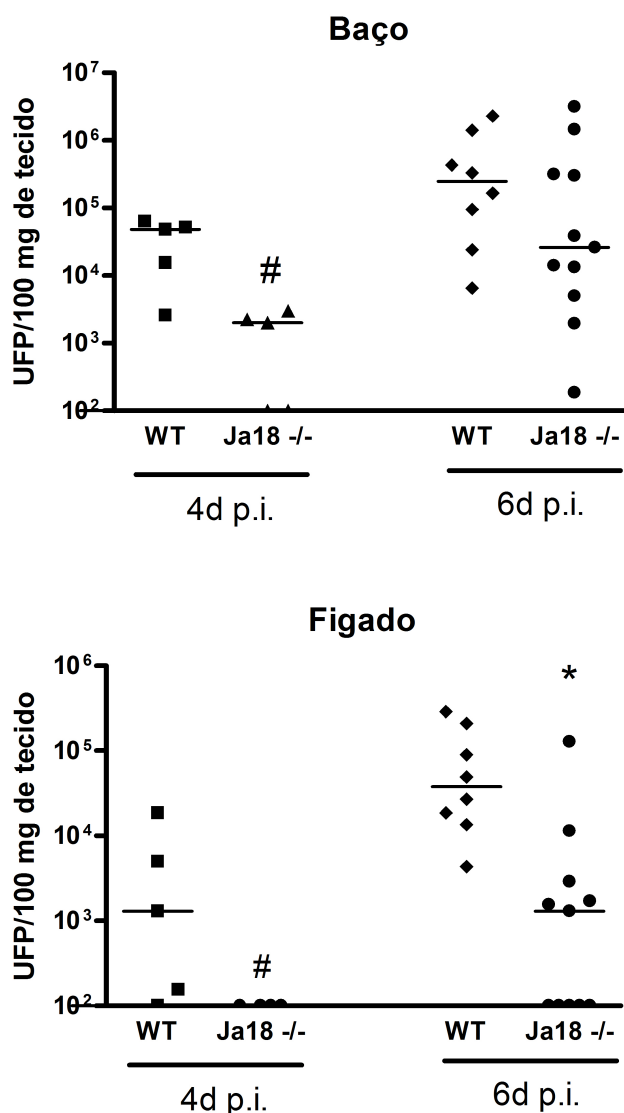 Baço
UFP/100 mg de tecido
10⁷
10⁶
10⁵
10⁴
10³
10²
#
WT Ja18 -/- WT Ja18 -/-
4d p.i. 6d p.i.
Figado
UFP/100 mg de tecido
10⁶
10⁵
10⁴
10³
10²
*
#
WT Ja18 -/- WT Ja18 -/-
4d p.i. 6d p.i.